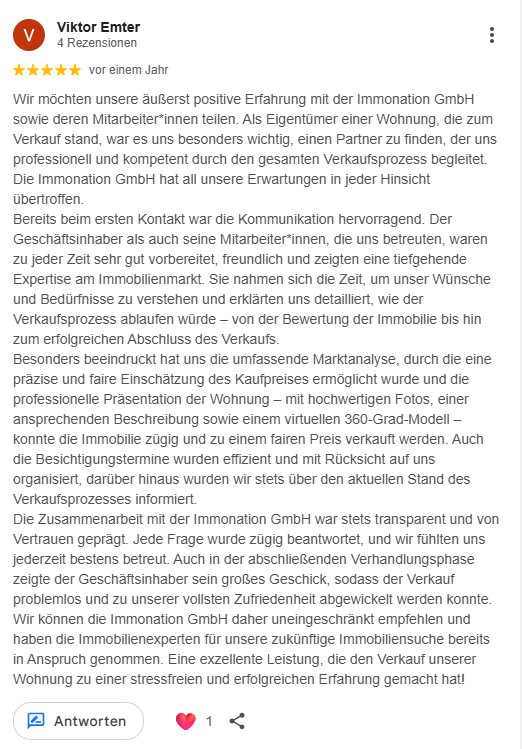 V
Viktor Emter
4 Rezensionen
vor einem Jahr
Wir möchten unsere äußerst positive Erfahrung mit der Immonation GmbH
sowie deren Mitarbeiter*innen teilen. Als Eigentümer einer Wohnung, die zum
Verkauf stand, war es uns besonders wichtig, einen Partner zu finden, der uns
professionell und kompetent durch den gesamten Verkaufsprozess begleitet.
Die Immonation GmbH hat all unsere Erwartungen in jeder Hinsicht
übertroffen.
Bereits beim ersten Kontakt war die Kommunikation hervorragend. Der
Geschäftsinhaber als auch seine Mitarbeiter*innen, die uns betreuten, waren
zu jeder Zeit sehr gut vorbereitet, freundlich und zeigten eine tiefgehende
Expertise am Immobilienmarkt. Sie nahmen sich die Zeit, um unser Wünsche
und Bedürfnisse zu verstehen und erklärten uns detailliert, wie der
Verkaufsprozess ablaufen würde – von der Bewertung der Immobilie bis hin
zum erfolgreichen Abschluss des Verkaufs.
Besonders beeindruckt hat uns die umfassende Marktanalyse, durch die eine
präzise und faire Einschätzung des Kaufpreises ermöglicht wurde und die
professionelle Präsentation der Wohnung – mit hochwertigen Fotos, einer
ansprechenden Beschreibung sowie einem virtuellen 360-Grad-Modell –
konnte die Immobilie zügig und zu einem fairen Preis verkauft werden. Auch
die Besichtigungstermine wurden effizient und mit Rücksicht auf uns
organisiert, darüber hinaus wurden wir stets über den aktuellen Stand des
Verkaufsprozesses informiert.
Die Zusammenarbeit mit der Immonation GmbH war stets transparent und von
Vertrauen geprägt. Jede Frage wurde zügig beantwortet, und wir fühlten uns
jederzeit bestens betreut. Auch in der abschließenden Verhandlungsphase
zeigte der Geschäftsinhaber sein großes Geschick, sodass der Verkauf
problemlos und zu unserer vollsten Zufriedenheit abgewickelt werden konnte.
Wir können die Immonation GmbH daher uneingeschränkt empfehlen und
haben die Immobilienexperten für unsere zukünftige Immobiliensuche bereits
in Anspruch genommen. Eine exzellente Leistung, die den Verkauf unserer
Wohnung zu einer stressfreien und erfolgreichen Erfahrung gemacht hat!
Antworten
1